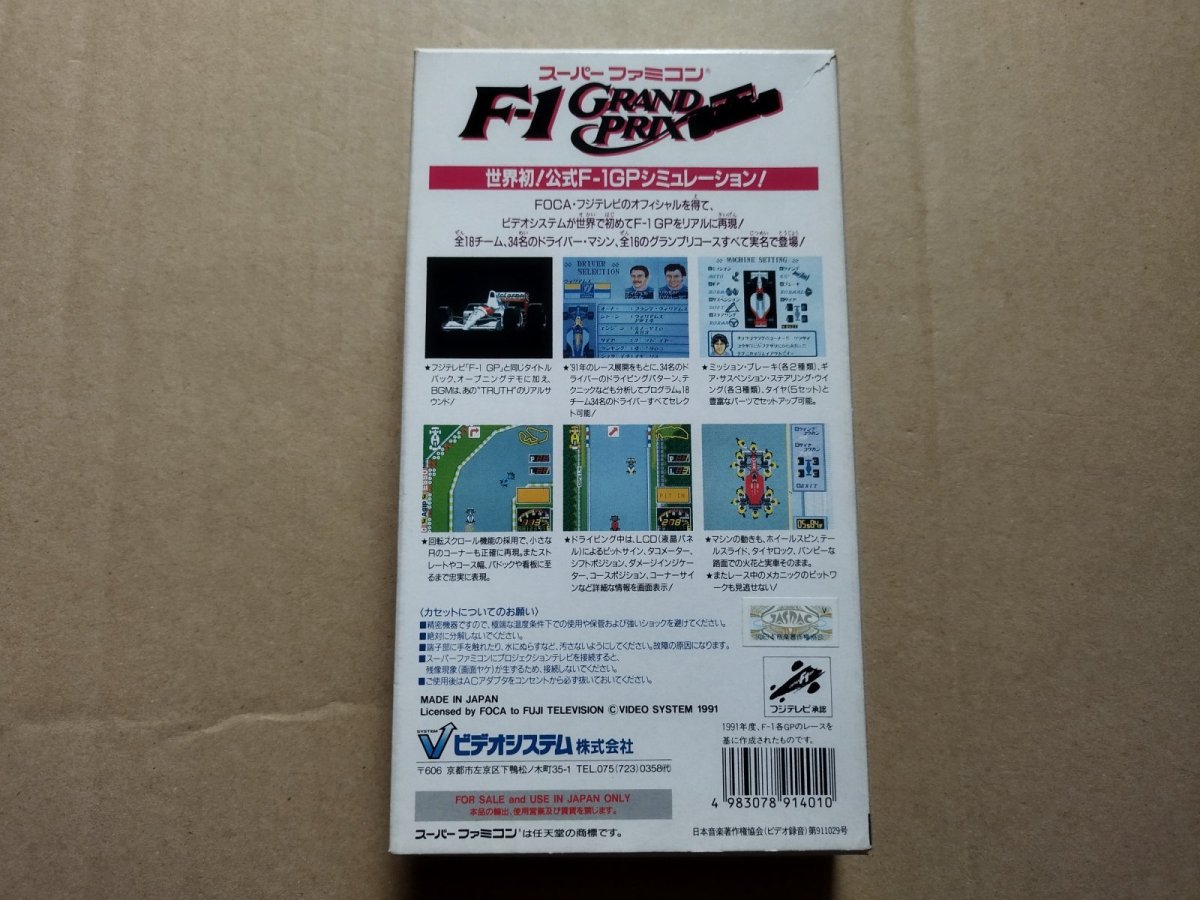 スーパーファミコン®
F-1 GRAND PRIX
世界初!公式F-1GPシミュレーション!
FOCA・フジテレビのオフィシャルを得て、
ビデオシステムが世界で初めてF-1 GPをリアルに再現!
全18チーム、34名のドライバー・マシン、全16のグランプリコースすべて実名で登場!
DRIVER
SELECTION
MACHINE SETTING
★フジテレビ「F-1 GP」と同じタイトル
バック、オープニングデモに加え、
BGMは、あの"TRUTH"のリアルサ
ウンド!
★'91年のレース展開をもとに、34名のド
ライバーのドライビングパターン、テ
クニックなども分析してプログラム。18
チーム34名のドライバーすべてセレク
ト可能!
★ミッション・ブレーキ(各2種類)、ギ
ア・サスペンション・ステアリング・ウイ
ング(各3種類)、タイヤ(5セット)と
豊富なパーツでセットアップ可能。
Agip
113
PIT IN
278
EXIT
★回転スクロール機能の採用で、小さな
Rのコーナーも正確に再現。またスト
レートやコース幅、パドックや看板に至
るまで忠実に表現。
★ドライビング中は、LCD(液晶パネ
ル)によるピットサイン、タコメーター、
シフトポジション、ダメージインジケー
ター、コースポジション、コーナーサイ
ンなど詳細な情報を画面表示!
★マシンの動きも、ホイールスピン、テー
ルスライド、タイヤロック、バンピーな
路面での火花と実車そのまま。
★またレース中のメカニックのピットワ
ークも見逃せない!
〈カセットについてのお願い〉
■精密機器ですので、極端な温度条件下での使用や保管および強いショックを避けてください。
■絶対に分解しないでください。
■端子部に手を触れたり、水にぬらすなど、汚さないようにしてください。故障の原因になります。
■スーパーファミコンにプロジェクションテレビを接続すると、
残像現象(画面ヤケ)が生ずるため、接続しないでください。
■ご使用後はACアダプタをコンセントから必ず抜いておいてください。
JASRAC
フジテレビ承認
MADE IN JAPAN
Licensed by FOCA to FUJI TELEVISION ©VIDEO SYSTEM 1991
1991年度、F-1各GPのレースを
基に作成されたものです。
SYSTEM
V ビデオシステム株式会社
〒606 京都市左京区下鴨松ノ木町35-1 TEL.075(723)0358代
FOR SALE and USE IN JAPAN ONLY
本品の輸出、使用営業及び賃貸を禁じます。
4 983078 914010
スーパーファミコン®は任天堂の商標です。
日本音楽著作権協会(ビデオ録音)第911029号